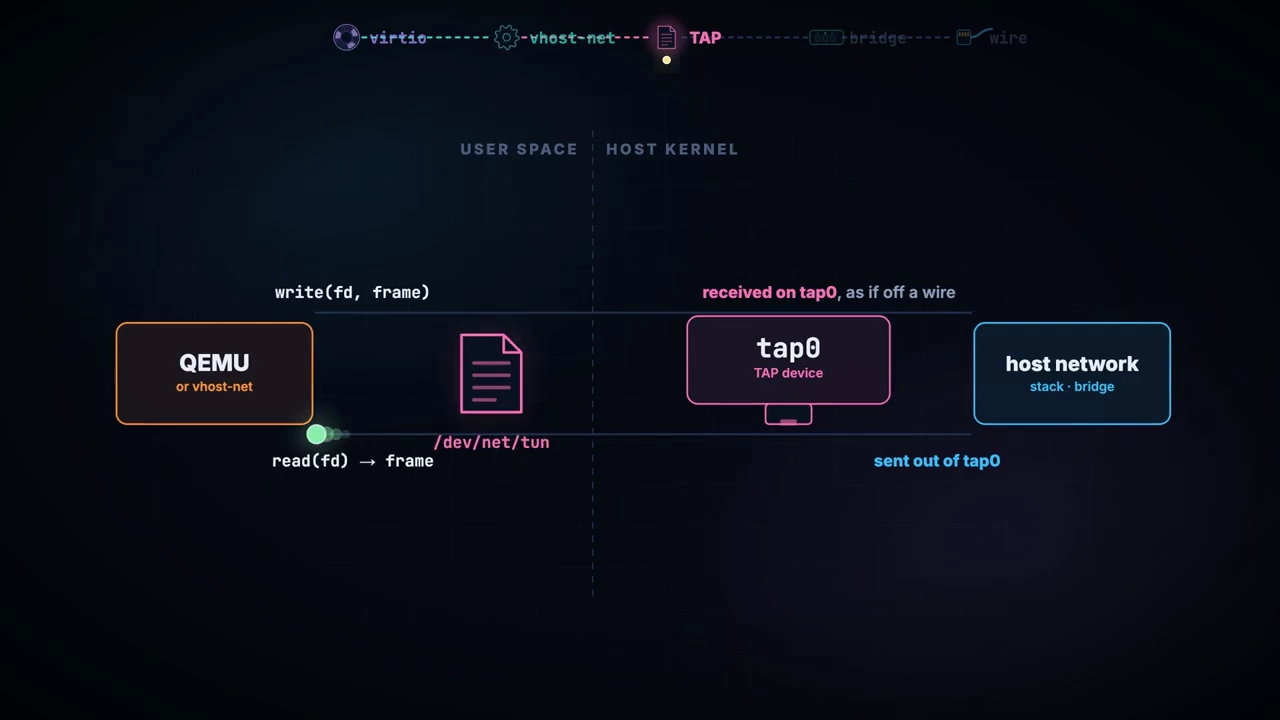 virtio vhost-net TAP bridge wire
USER SPACE HOST KERNEL
write(fd, frame) received on tap0, as if off a wire
QEMU
or vhost-net
tap0
TAP device
host network
stack · bridge
/dev/net/tun
read(fd) → frame
sent out of tap0